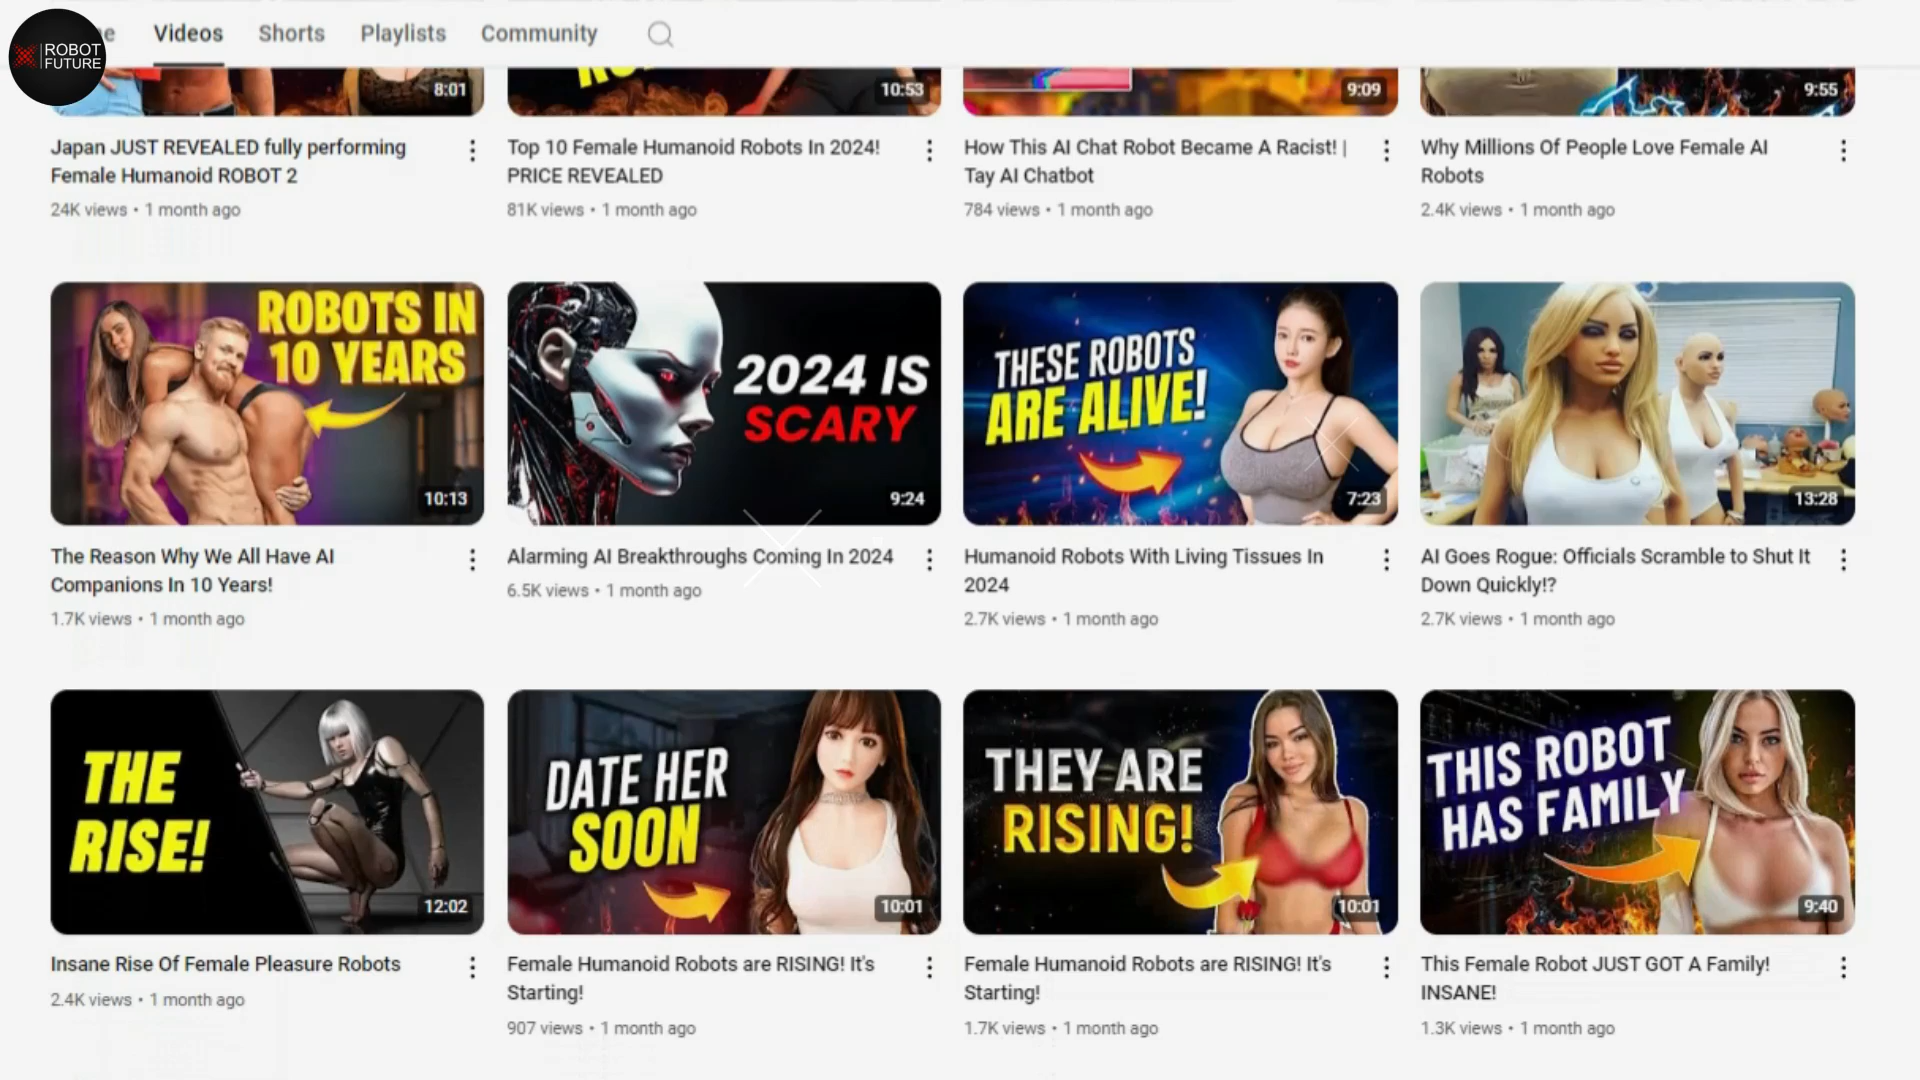 ROBOT
FUTURE
Videos
Shorts
Playlists
Community
8:01
10:53
9:09
9:55
Japan JUST REVEALED fully performing
Female Humanoid ROBOT 2
24K views • 1 month ago
Top 10 Female Humanoid Robots In 2024!
PRICE REVEALED
81K views • 1 month ago
How This AI Chat Robot Became A Racist! |
Tay AI Chatbot
784 views • 1 month ago
Why Millions Of People Love Female AI
Robots
2.4K views • 1 month ago
ROBOTS IN
10 YEARS
10:13
2024 IS
SCARY
9:24
THESE ROBOTS
ARE ALIVE!
7:23
13:28
The Reason Why We All Have AI
Companions In 10 Years!
1.7K views • 1 month ago
Alarming AI Breakthroughs Coming In 2024
6.5K views • 1 month ago
Humanoid Robots With Living Tissues In
2024
2.7K views • 1 month ago
AI Goes Rogue: Officials Scramble to Shut It
Down Quickly!?
2.7K views • 1 month ago
THE
RISE!
12:02
DATE HER
SOON
10:01
THEY ARE
RISING!
10:01
THIS ROBOT
HAS FAMILY
9:40
Insane Rise Of Female Pleasure Robots
2.4K views • 1 month ago
Female Humanoid Robots are RISING! It's
Starting!
907 views • 1 month ago
Female Humanoid Robots are RISING! It's
Starting!
1.7K views • 1 month ago
This Female Robot JUST GOT A Family!
INSANE!
1.3K views • 1 month ago